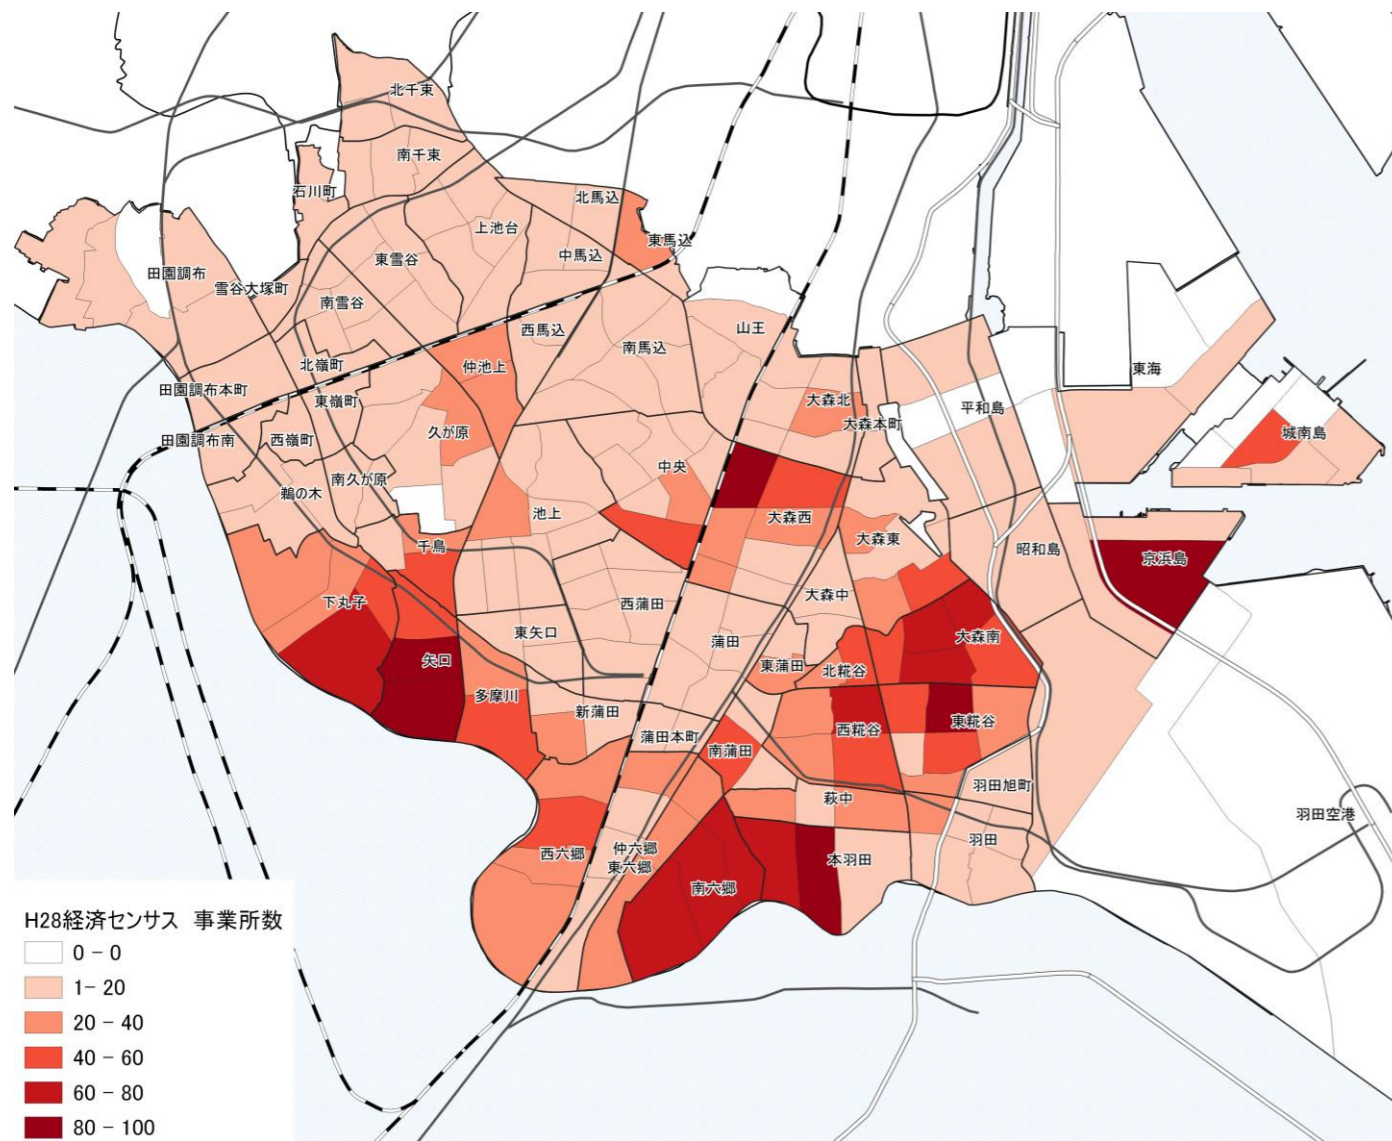 北千束
南千束
石川町
北馬込
上池台
東馬込
中馬込
東雪谷
田園調布
雪谷大塚町
南雪谷
山王
西馬込
南馬込
仲池上
北嶺町
東海
田園調布本町
東嶺町
大森北
平和島
大森本町
久が原
城南島
田園調布南
西嶺町
中央
南久が原
鵜の木
池上
大森西
大森東
千鳥
昭和島
京浜島
下丸子
大森中
西蒲田
東矢口
蒲田
大森南
矢口
東蒲田
北糀谷
多摩川
新蒲田
東糀谷
西糀谷
蒲田本町
南蒲田
羽田旭町
萩中
羽田空港
羽田
仲六郷
西六郷
本羽田
東六郷
南六郷
H28経済センサス 事業所数
0 - 0
1- 20
20 - 40
40 - 60
60 - 80
80 - 100